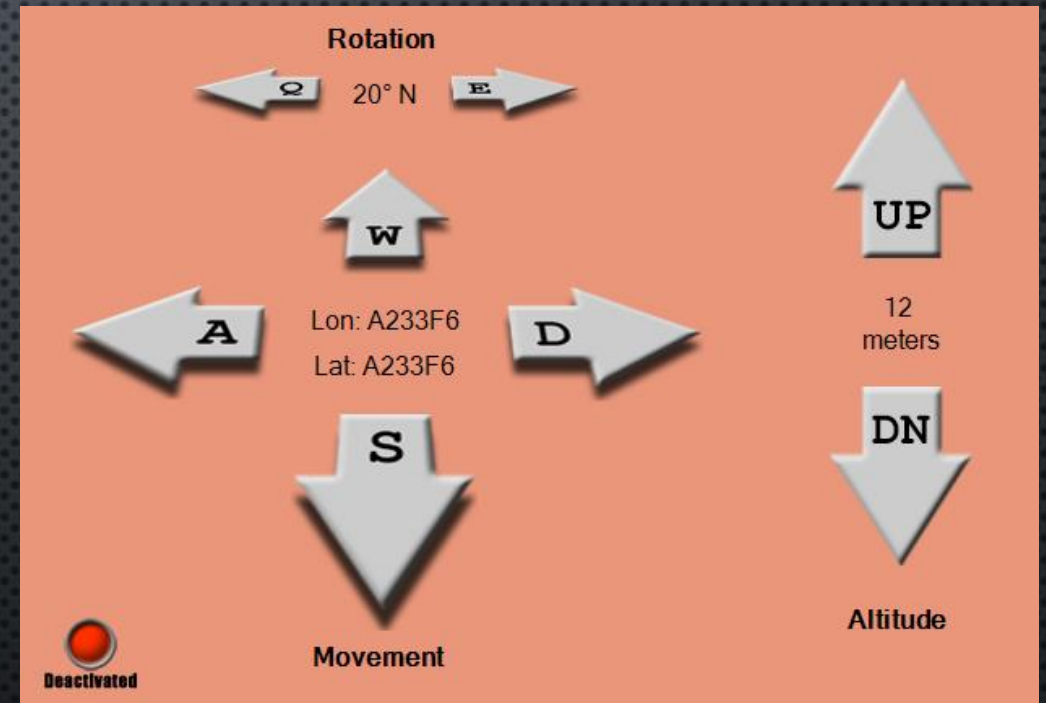 Rotation
Q 20° N E
W
UP
A Lon: A233F6 D
Lat: A233F6
12
meters
S
DN
Altitude
Movement
Deactivated